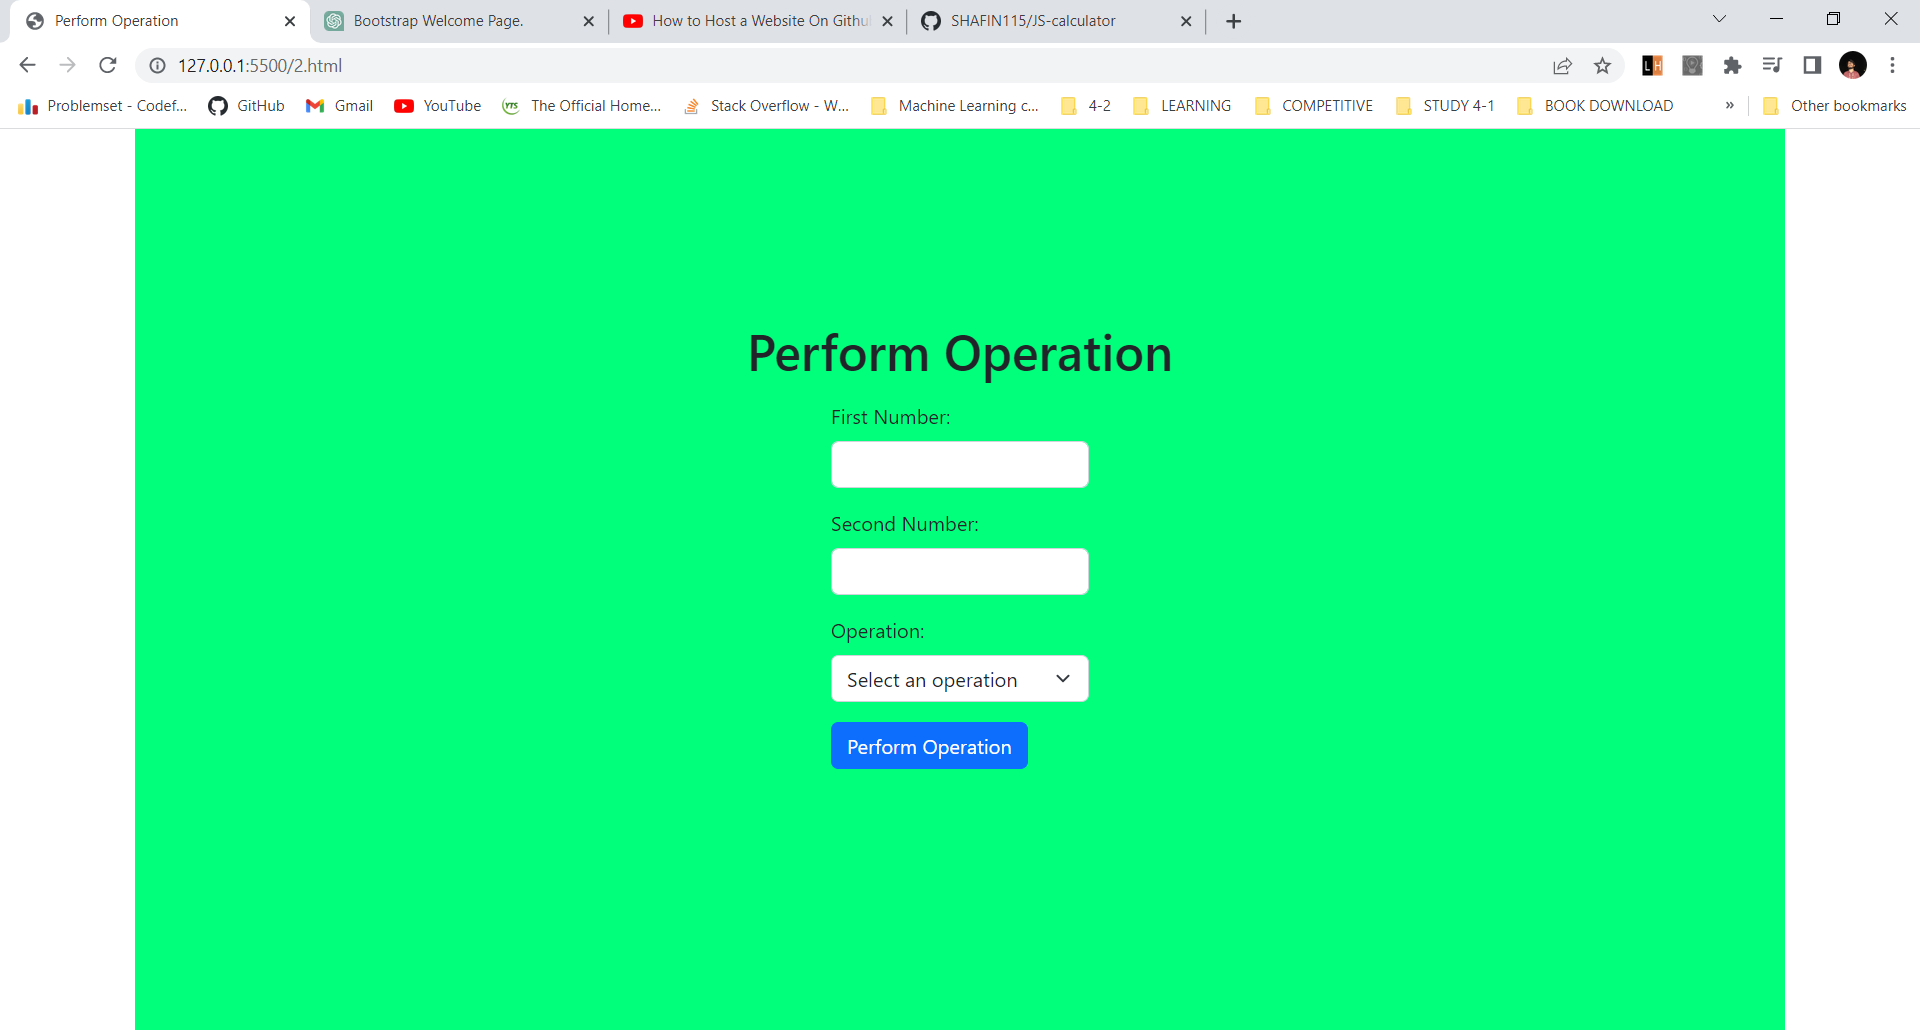 Perform Operation
Bootstrap Welcome Page.
How to Host a Website On Githu
SHAFIN115/JS-calculator
127.0.0.1:5500/2.html
LH
Problemset - Codef...
GitHub
Gmail
YouTube
YTS
The Official Home...
Stack Overflow - W...
Machine Learning c...
4-2
LEARNING
COMPETITIVE
STUDY 4-1
BOOK DOWNLOAD
»
Other bookmarks
Perform Operation
First Number:
Second Number:
Operation:
Select an operation
Perform Operation